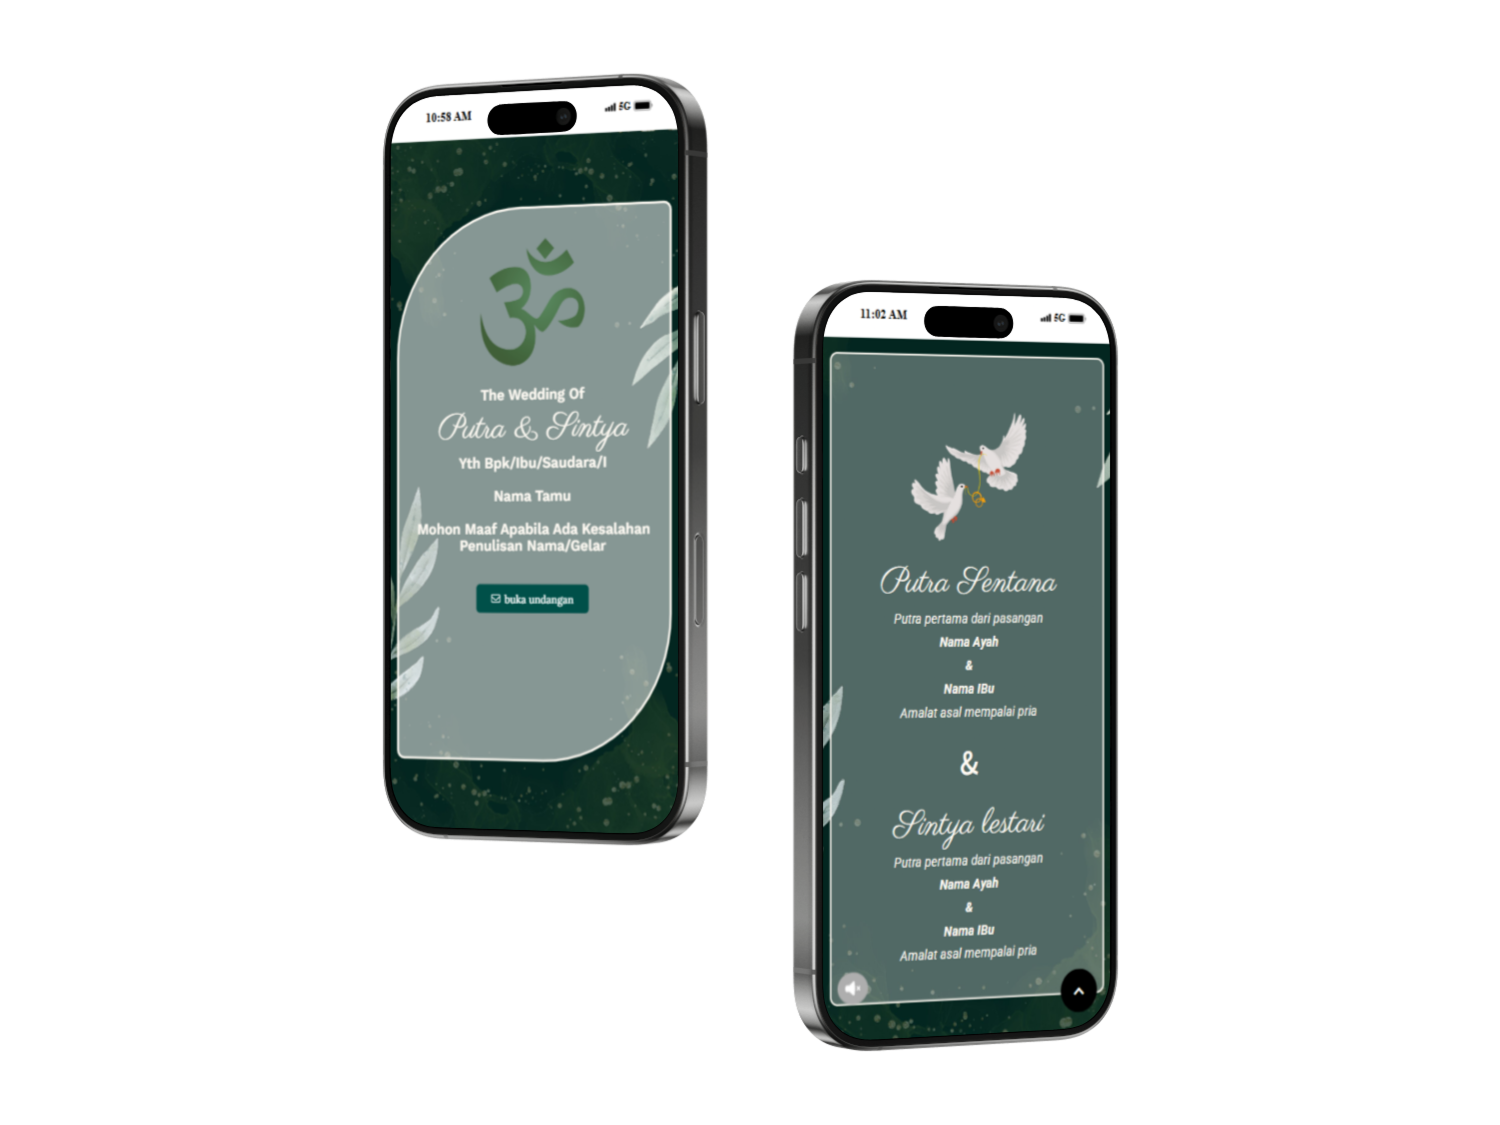 10:58 AM
5G
ॐ
The Wedding Of
Putra & Sintya
Yth Bpk/Ibu/Saudara/I
Nama Tamu
Mohon Maaf Apabila Ada Kesalahan
Penulisan Nama/Gelar
buka undangan
11:02 AM
5G
Putra Sentana
Putra pertama dari pasangan
Nama Ayah
&
Nama IBu
Amalat asal mempalai pria
&
Sintya lestari
Putra pertama dari pasangan
Nama Ayah
&
Nama IBu
Amalat asal mempalai pria